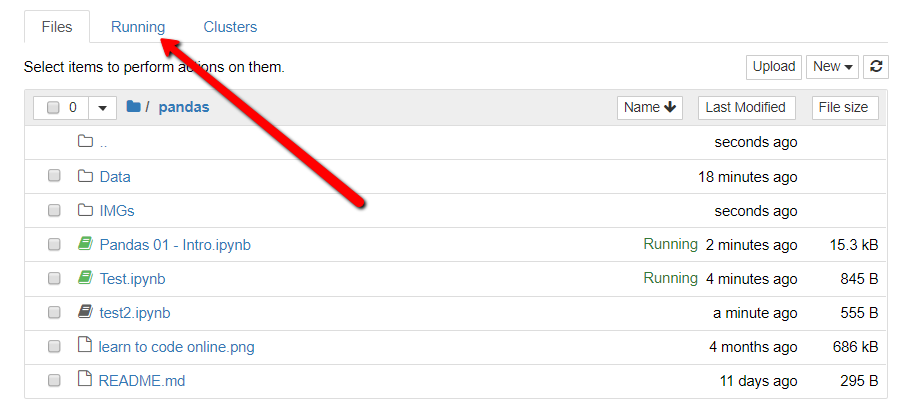 Files Running Clusters
Select items to perform actions on them. Upload New
0 / pandas Name Last Modified File size
.. seconds ago
Data 18 minutes ago
IMGs seconds ago
Pandas 01 - Intro.ipynb Running 2 minutes ago 15.3 kB
Test.ipynb Running 4 minutes ago 845 B
test2.ipynb a minute ago 555 B
learn to code online.png 4 months ago 686 kB
README.md 11 days ago 295 B